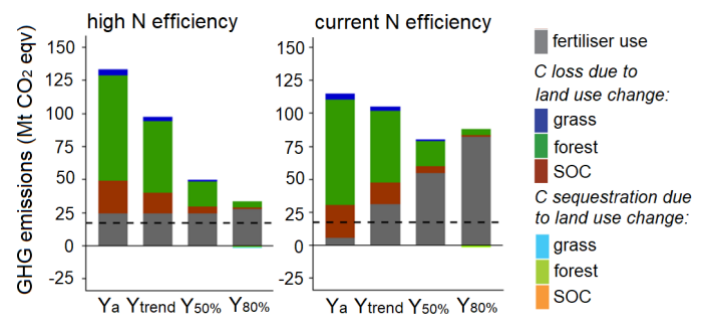 high N efficiency
current N efficiency
GHG emissions (Mt CO₂ eqv)
150
125
100
75
50
25
0
-25
Ya Ytrend Y50% Y80%
150
125
100
75
50
25
0
-25
Ya Ytrend Y50% Y80%
fertiliser use
C loss due to
land use change:
grass
forest
SOC
C sequestration due
to land use change:
grass
forest
SOC